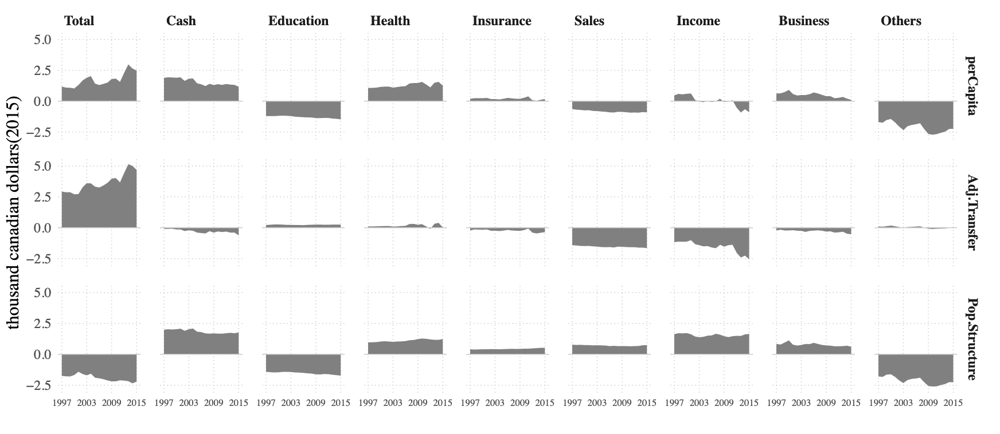 Total Cash Education Health Insurance Sales Income Business Others
thousand canadian dollars(2015)
5.0
2.5
0.0
−2.5
perCapita
5.0
2.5
0.0
−2.5
Adj.Transfer
5.0
2.5
0.0
−2.5
Pop.Structure
1997 2003 2009 2015 1997 2003 2009 2015 1997 2003 2009 2015 1997 2003 2009 2015 1997 2003 2009 2015 1997 2003 2009 2015 1997 2003 2009 2015 1997 2003 2009 2015 1997 2003 2009 2015